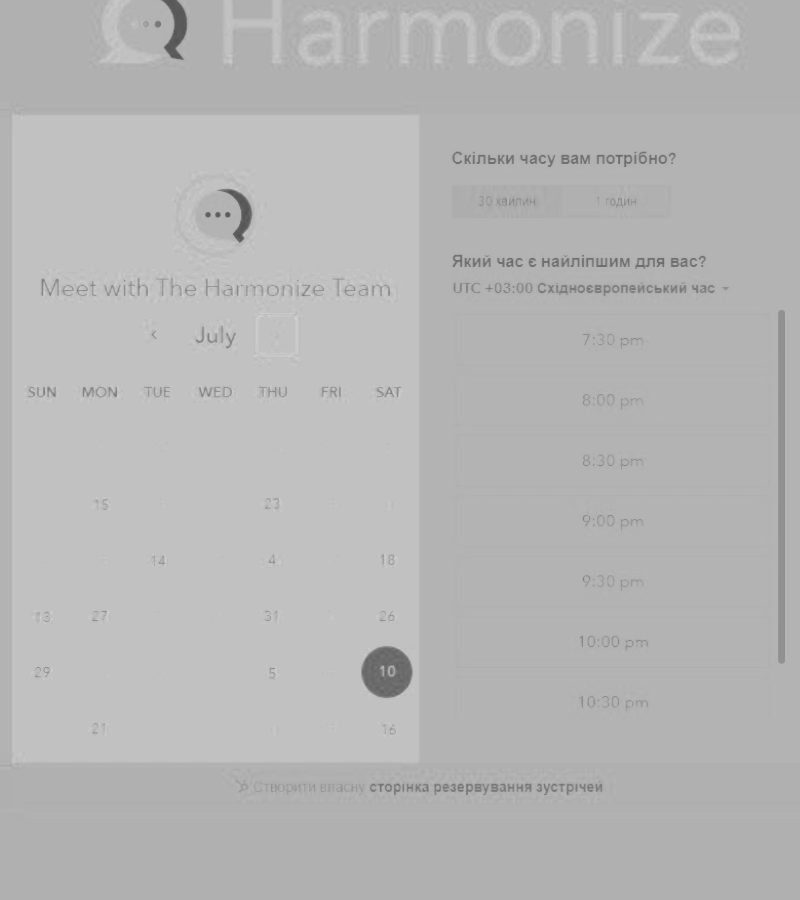 Harmonize
Meet with The Harmonize Team
July
SUN MON TUE WED THU FRI SAT
15 23
14 4 18
13 27 31 26
29 5 10
21 16
Скільки часу вам потрібно?
30 хвилин 1 годин
Який час є найліпшим для вас?
UTC +03:00 Східноєвропейський час
7:30 pm
8:00 pm
8:30 pm
9:00 pm
9:30 pm
10:00 pm
10:30 pm
Створити власну сторінка резервування зустрічей